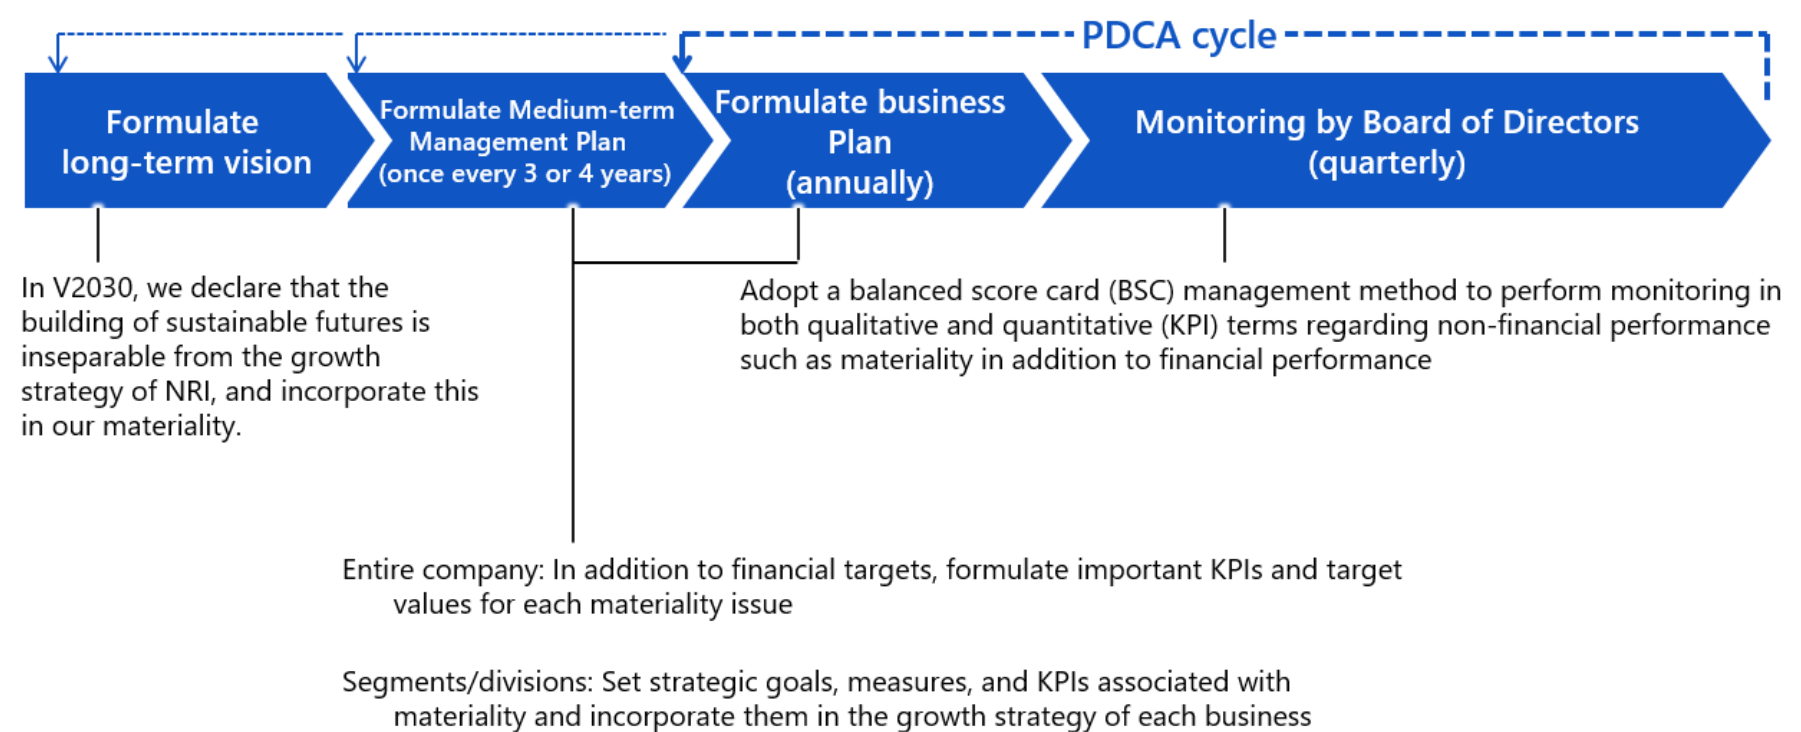 PDCA cycle
Formulate
long-term vision
Formulate Medium-term
Management Plan
(once every 3 or 4 years)
Formulate business
Plan
(annually)
Monitoring by Board of Directors
(quarterly)
In V2030, we declare that the
building of sustainable futures is
inseparable from the growth
strategy of NRI, and incorporate this
in our materiality.
Adopt a balanced score card (BSC) management method to perform monitoring in
both qualitative and quantitative (KPI) terms regarding non-financial performance
such as materiality in addition to financial performance
Entire company: In addition to financial targets, formulate important KPIs and target
values for each materiality issue
Segments/divisions: Set strategic goals, measures, and KPIs associated with
materiality and incorporate them in the growth strategy of each business